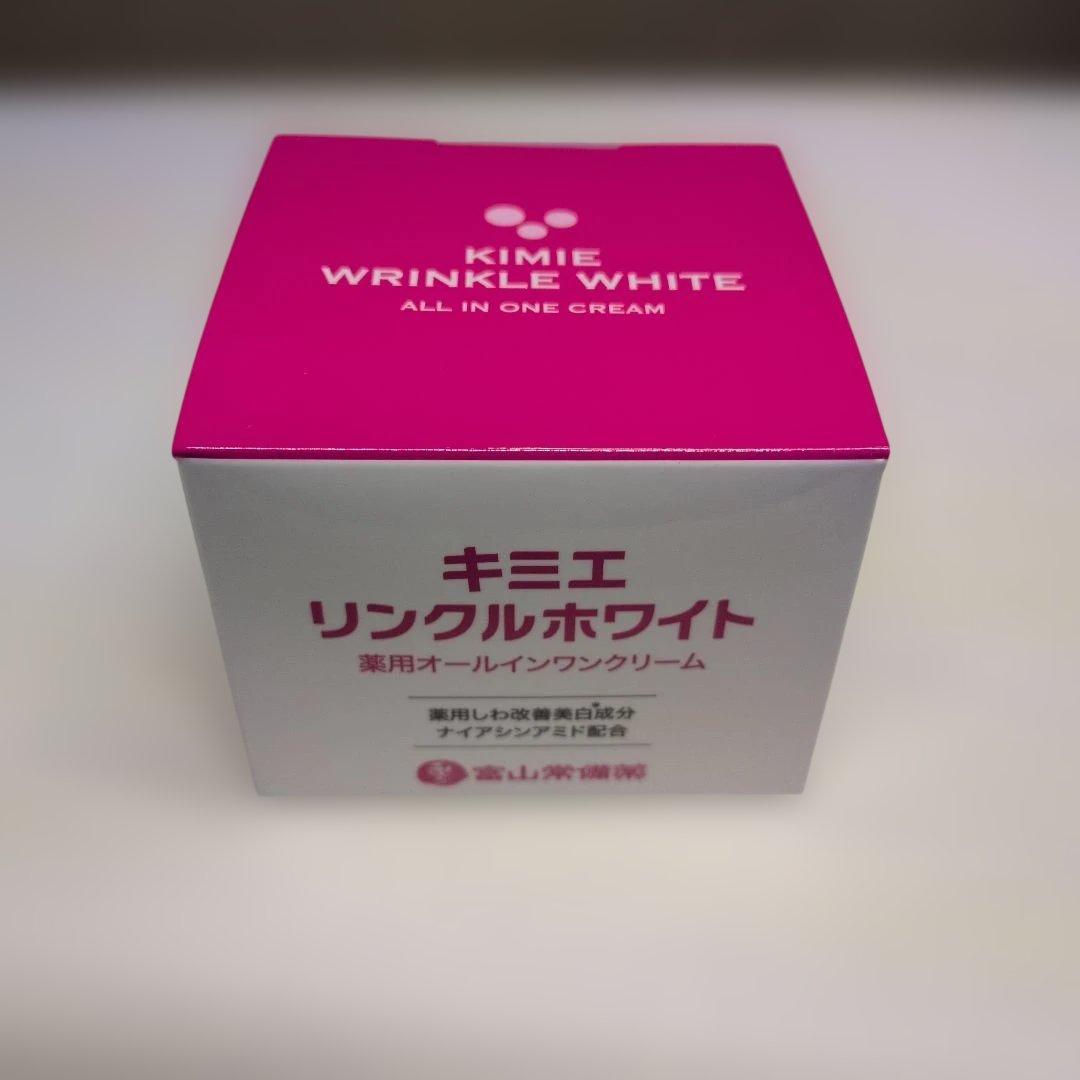 KIMIE
WRINKLE WHITE
ALL IN ONE CREAM
キミエ
リンクルホワイト
薬用オールインワンクリーム
薬用しわ改善美白*成分
ナイアシンアミド配合
富山常備薬